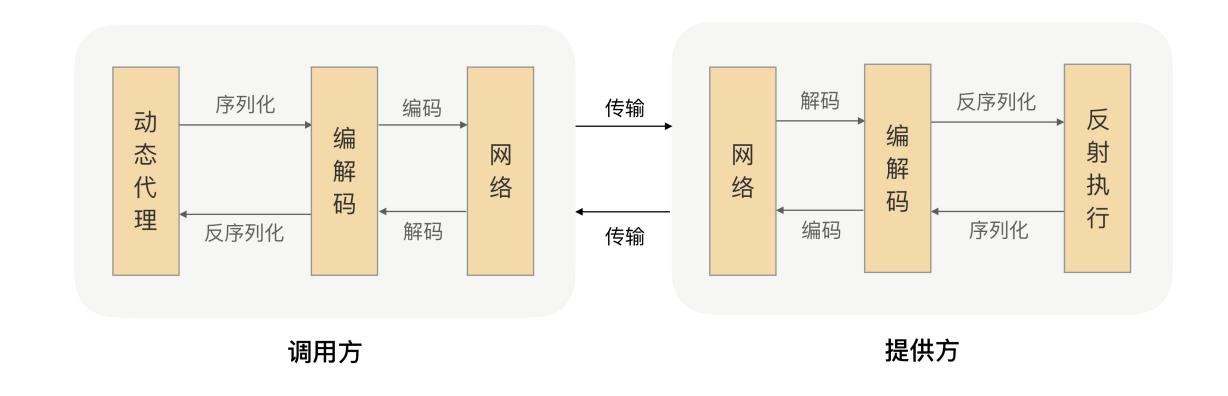 动态代理
序列化
反序列化
编解码
编码
解码
网络
传输
传输
网络
解码
编码
编解码
反序列化
序列化
反射执行
调用方
提供方